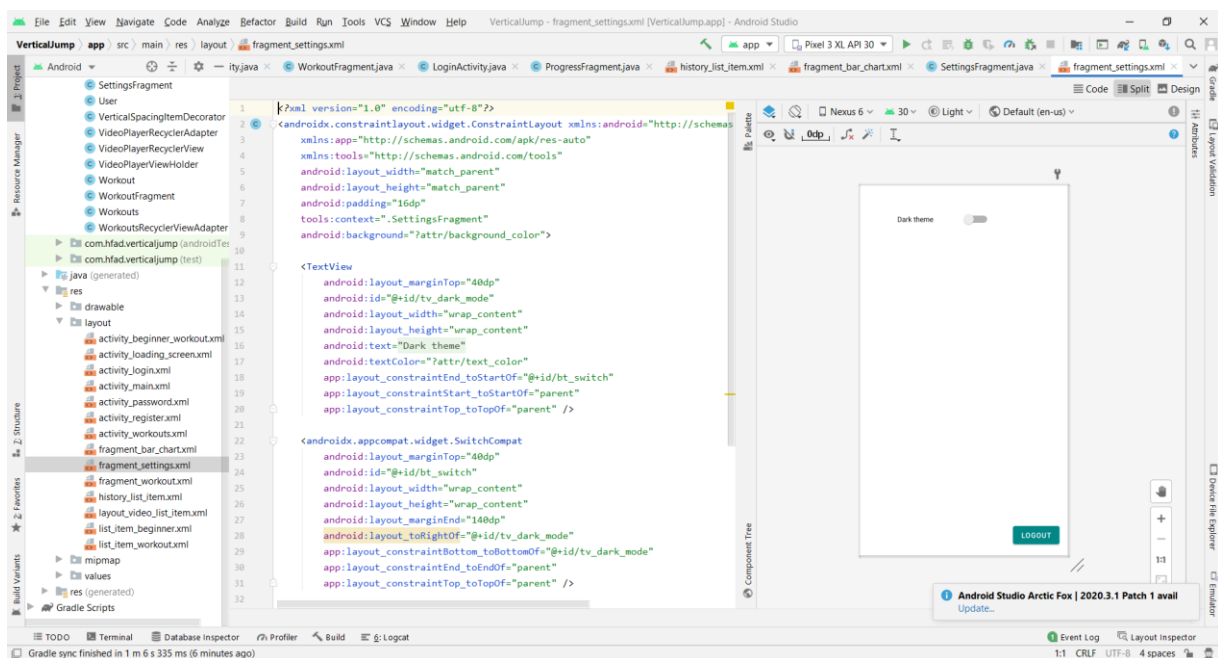 File Edit View Navigate Code Analyze Refactor Build Run Tools VCS Window Help VerticalJump - fragment_settings.xml [VerticalJump.app] - Android Studio
VerticalJump app src main res layout fragment_settings.xml app Pixel 3 XL API 30
Android ity.java WorkoutFragment.java LoginActivity.java ProgressFragment.java history_list_item.xml fragment_bar_chart.xml SettingsFragment.java fragment_settings.xml
Code Split Design
1: Project
Resource Manager
Z: Structure
2: Favorites
Build Variants
SettingsFragment
User
VerticalSpacingItemDecorator
VideoPlayerRecyclerAdapter
VideoPlayerRecyclerView
VideoPlayerViewHolder
Workout
WorkoutFragment
Workouts
WorkoutsRecyclerViewAdapter
com.hfad.verticaljump (androidTes
com.hfad.verticaljump (test)
java (generated)
res
drawable
layout
activity_beginner_workout.xml
activity_loading_screen.xml
activity_login.xml
activity_main.xml
activity_password.xml
activity_register.xml
activity_workouts.xml
fragment_bar_chart.xml
fragment_settings.xml
fragment_workout.xml
history_list_item.xml
layout_video_list_item.xml
list_item_beginner.xml
list_item_workout.xml
mipmap
values
res (generated)
Gradle Scripts
1 <?xml version="1.0" encoding="utf-8"?>
2 <androidx.constraintlayout.widget.ConstraintLayout xmlns:android="http://schemas
3 xmlns:app="http://schemas.android.com/apk/res-auto"
4 xmlns:tools="http://schemas.android.com/tools"
5 android:layout_width="match_parent"
6 android:layout_height="match_parent"
7 android:padding="16dp"
8 tools:context=".SettingsFragment"
9 android:background="?attr/background_color">
10
11 <TextView
12 android:layout_marginTop="40dp"
13 android:id="@+id/tv_dark_mode"
14 android:layout_width="wrap_content"
15 android:layout_height="wrap_content"
16 android:text="Dark theme"
17 android:textColor="?attr/text_color"
18 app:layout_constraintEnd_toStartOf="@+id/bt_switch"
19 app:layout_constraintStart_toStartOf="parent"
20 app:layout_constraintTop_toTopOf="parent" />
21
22 <androidx.appcompat.widget.SwitchCompat
23 android:layout_marginTop="40dp"
24 android:id="@+id/bt_switch"
25 android:layout_width="wrap_content"
26 android:layout_height="wrap_content"
27 android:layout_marginEnd="140dp"
28 android:layout_toRightOf="@+id/tv_dark_mode"
29 app:layout_constraintBottom_toBottomOf="@+id/tv_dark_mode"
30 app:layout_constraintEnd_toEndOf="parent"
31 app:layout_constraintTop_toTopOf="parent" />
32
Palette
Component Tree
Nexus 6 30 Light Default (en-us)
0dp
Dark theme
LOGOUT
1:1
Attributes
Gradle
Layout Validation
Device File Explorer
Emulator
Android Studio Arctic Fox | 2020.3.1 Patch 1 avail
Update...
TODO Terminal Database Inspector Profiler Build 6: Logcat 1 Event Log Layout Inspector
Gradle sync finished in 1 m 6 s 335 ms (6 minutes ago) 1:1 CRLF UTF-8 4 spaces